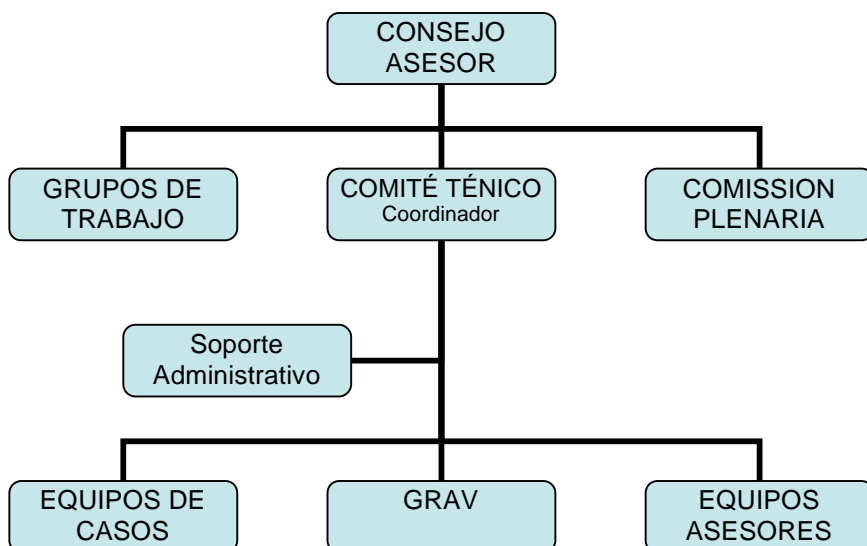 CONSEJO
ASESOR
GRUPOS DE
TRABAJO
COMITÉ TÉNICO
Coordinador
COMISSION
PLENARIA
Soporte
Administrativo
EQUIPOS DE
CASOS
GRAV
EQUIPOS
ASESORES